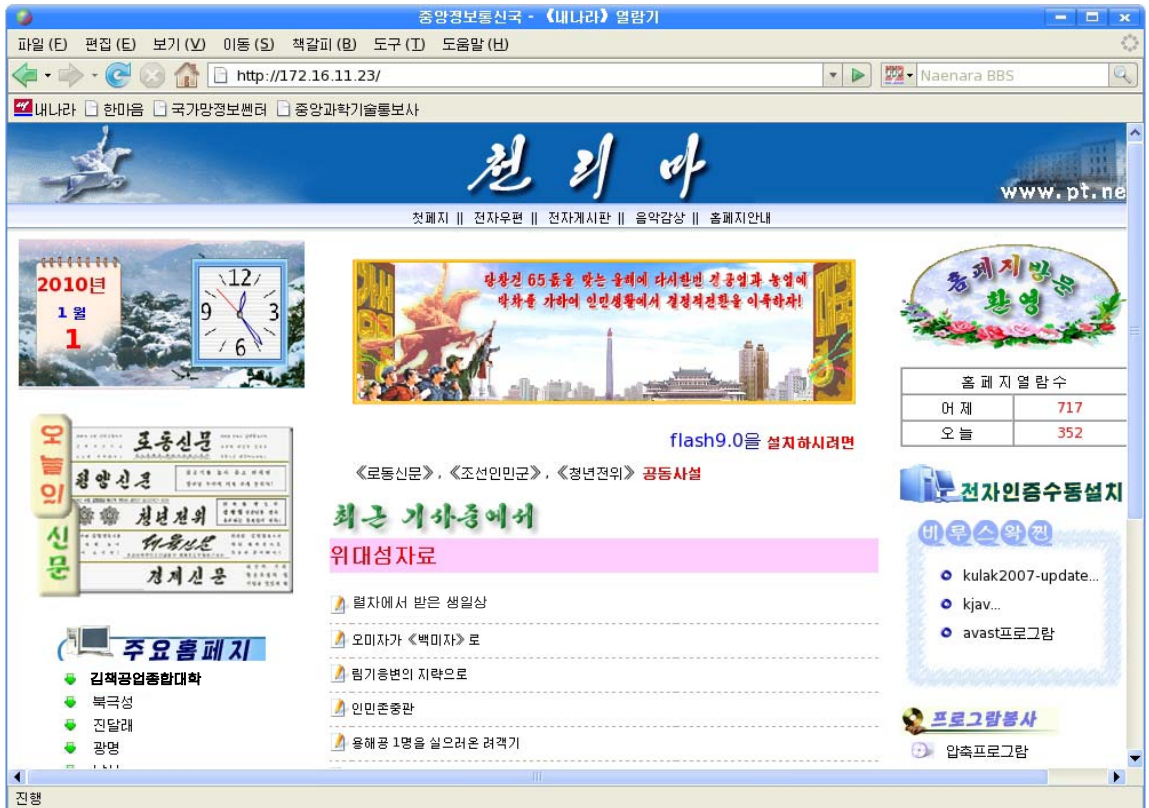 중앙정보통신국 - 《내나라》 열람기
파일(F) 편집(E) 보기(V) 이동(S) 책갈피(B) 도구(T) 도움말(H)
http://172.16.11.23/
Naenara BBS
내나라 한마음 국가망정보쎈터 중앙과학기술통보사
천리마
www.pt.ne
첫페지 || 전자우편 || 전자게시판 || 음악감상 || 홈페지안내
2010년
1월
1
12
9 3
6
당창건 65돐을 맞는 올해에 다시한번 경공업과 농업에
박차를 가하여 인민생활에서 결정적전환을 이룩하자!
홈페지방문
환영
홈페지열람수
어제 717
오늘 352
flash9.0을 설치하시려면
《로동신문》, 《조선인민군》, 《청년전위》 공동사설
오늘의 신문
로동신문
평양신문
청년전위
경제신문
최근 기사중에서
위대성자료
렬차에서 받은 생일상
오미자가 《백미자》로
림기응변의 지략으로
인민존중관
용해공 1명을 실으러온 려객기
주요홈페지
김책공업종합대학
북극성
진달래
광명
전자인증수동설치
비루스왁찐
kulak2007-update...
kjav...
avast프로그람
프로그람봉사
압축프로그람
진행